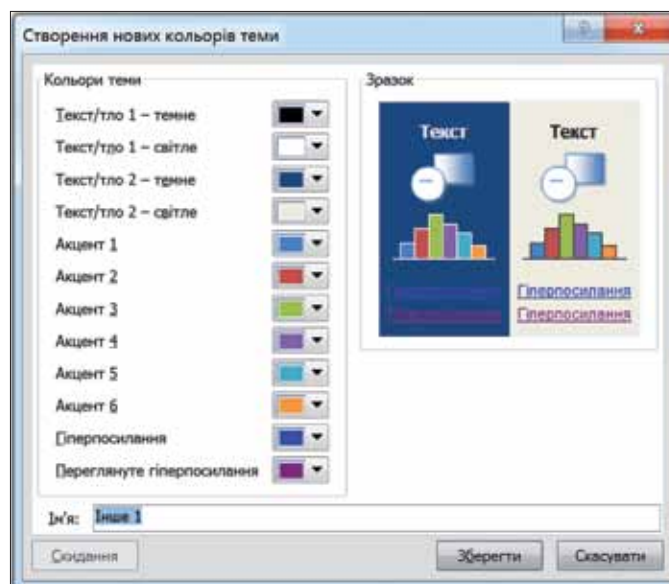 Створення нових кольорів теми
Кольори теми
Текст/тло 1 – темне
Текст/тло 1 – світле
Текст/тло 2 – темне
Текст/тло 2 – світле
Акцент 1
Акцент 2
Акцент 3
Акцент 4
Акцент 5
Акцент 6
Гіперпосилання
Переглянуте гіперпосилання
Зразок
Текст Текст
Гіперпосилання
Гіперпосилання
Ім'я: Інше 1
Скидання Зберегти Скасувати